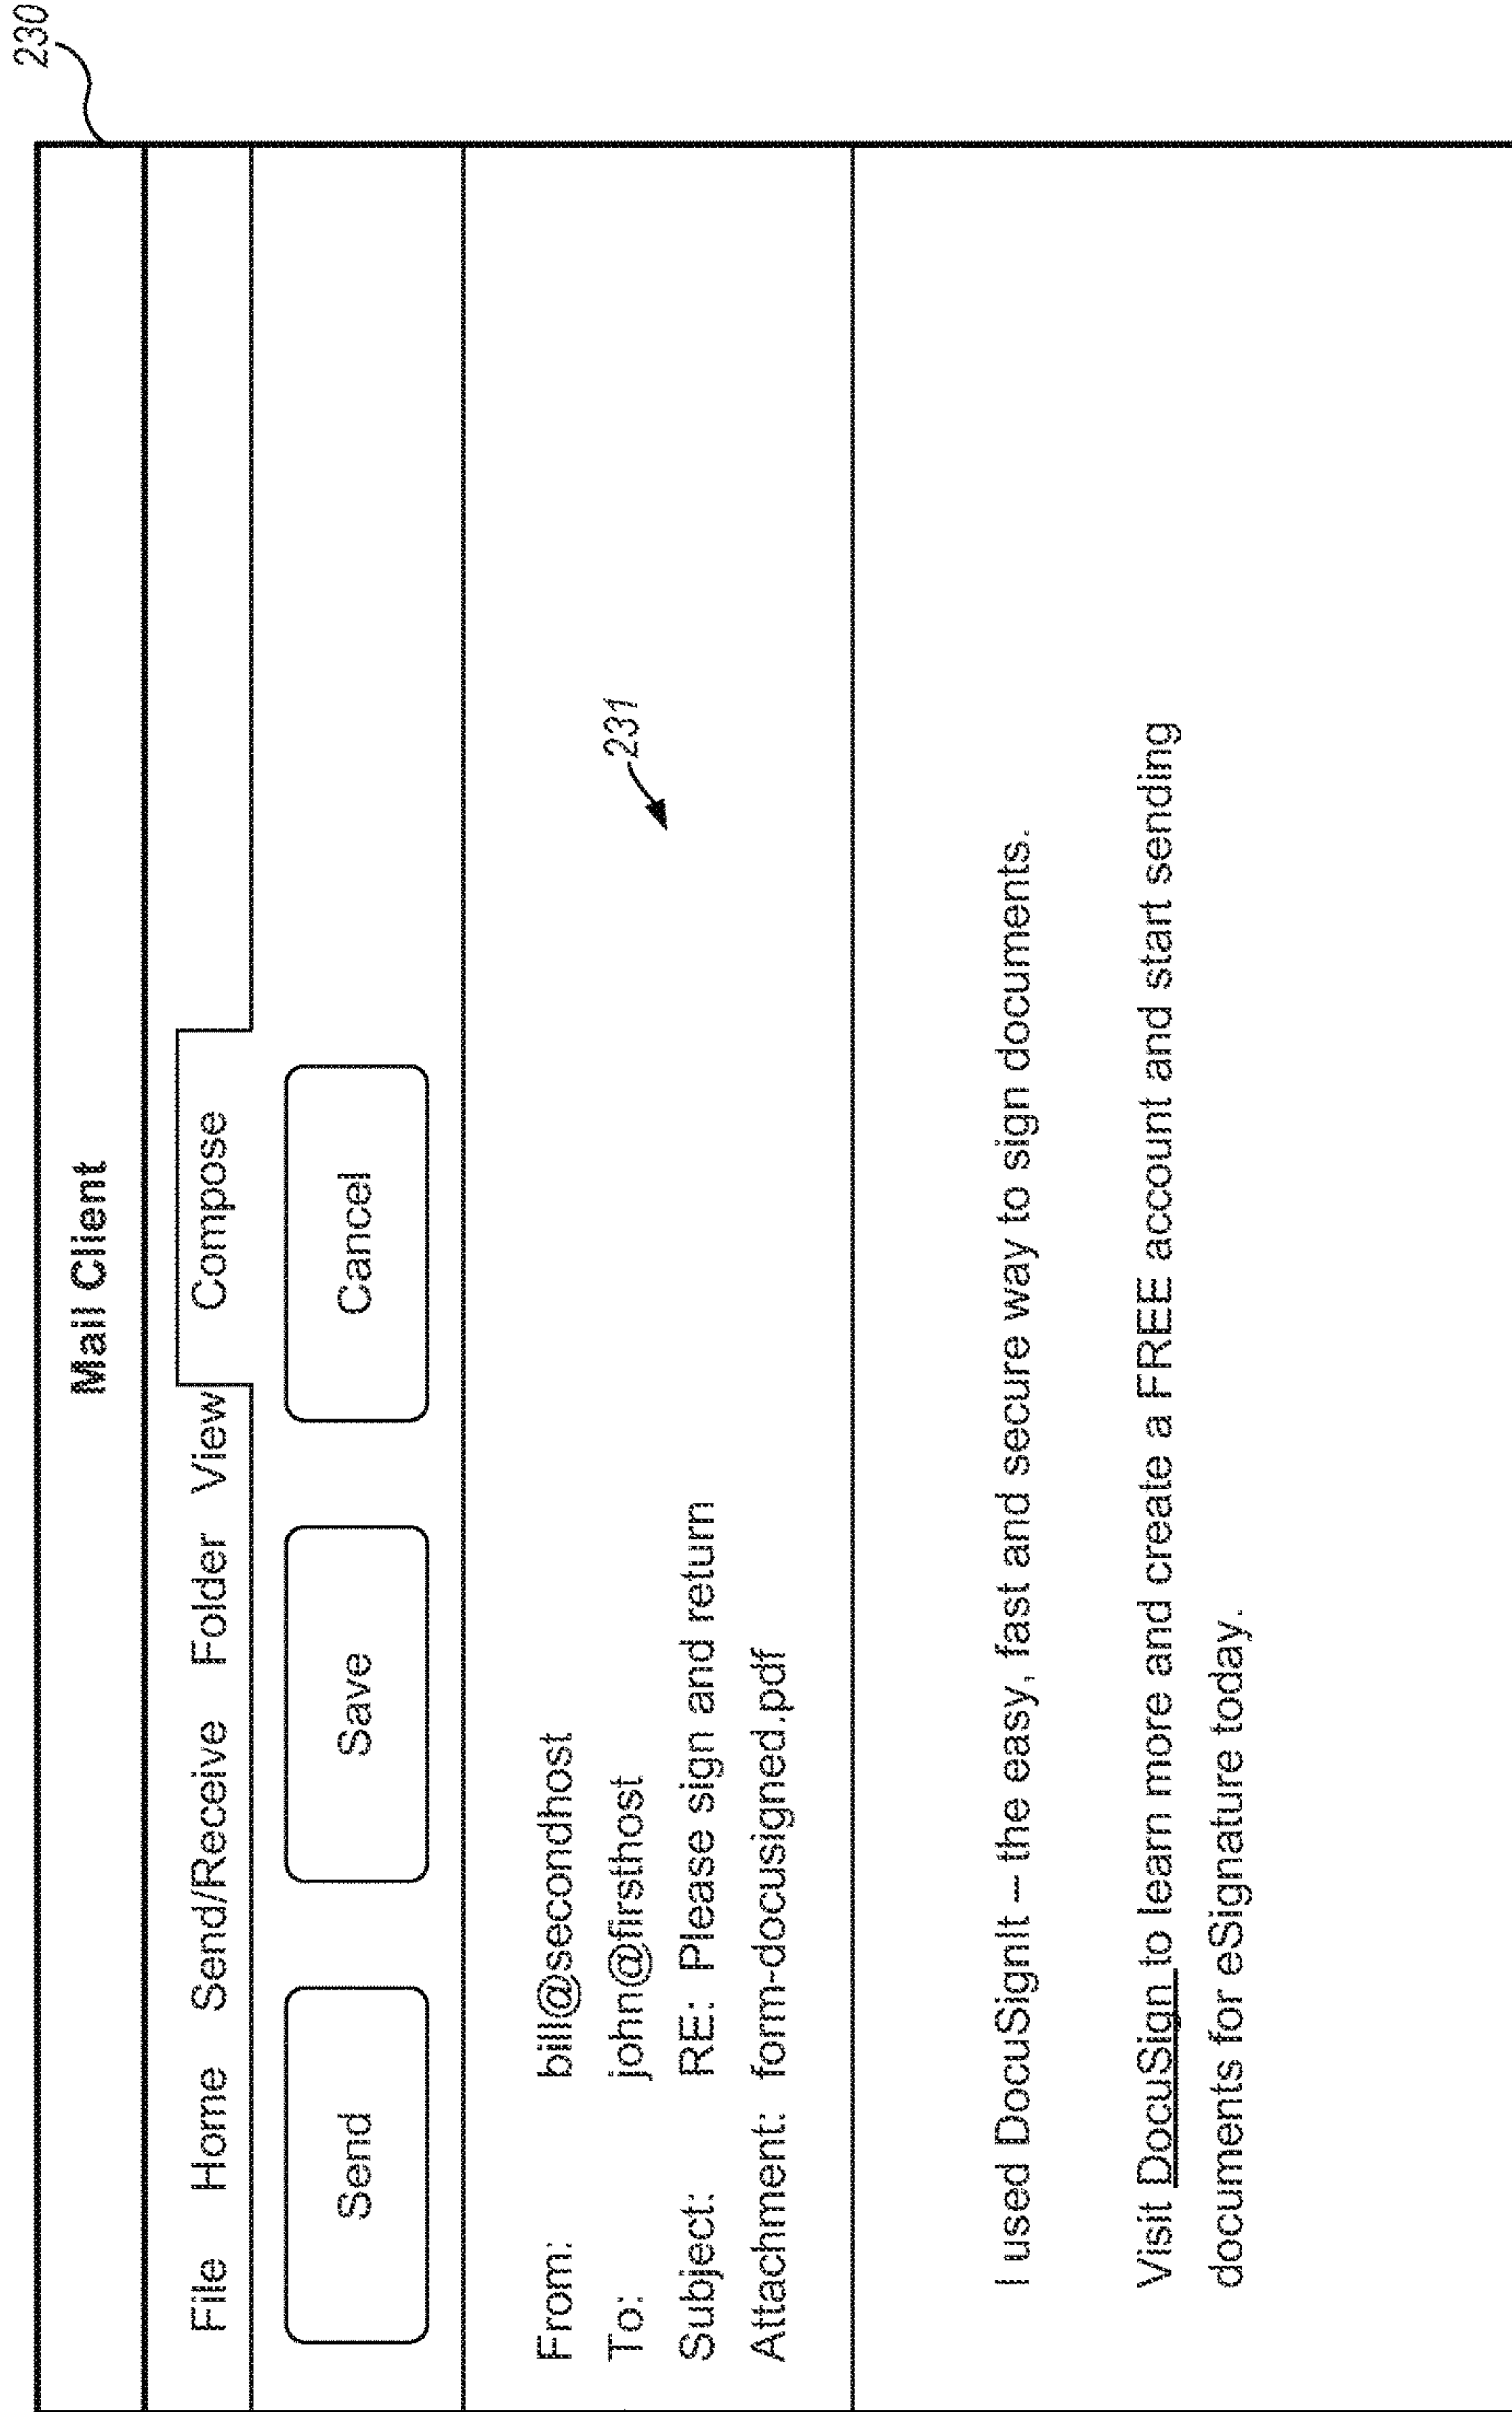 230
Mail Client
File Home Send/Receive Folder View Compose
Send Save Cancel
From: bill@secondhost
To: john@firsthost
231
Subject: RE: Please sign and return
Attachment: form-docusigned.pdf
I used DocuSignIt – the easy, fast and secure way to sign documents.
Visit DocuSign to learn more and create a FREE account and start sending
documents for eSignature today.